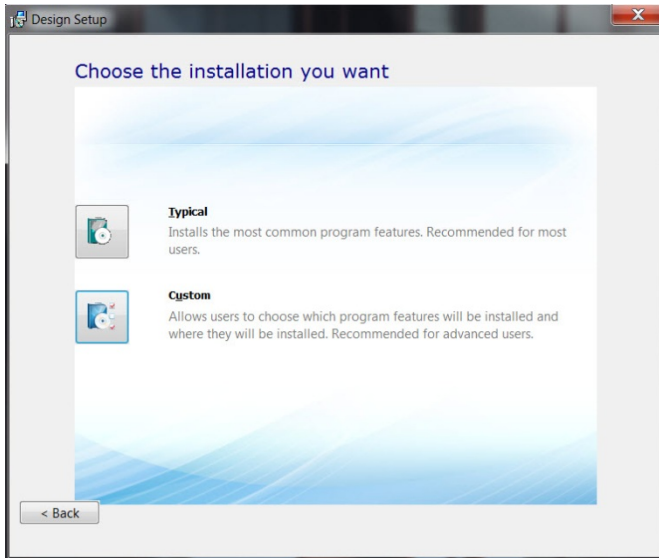 Design Setup
Choose the installation you want
Typical
Installs the most common program features. Recommended for most
users.
Custom
Allows users to choose which program features will be installed and
where they will be installed. Recommended for advanced users.
< Back